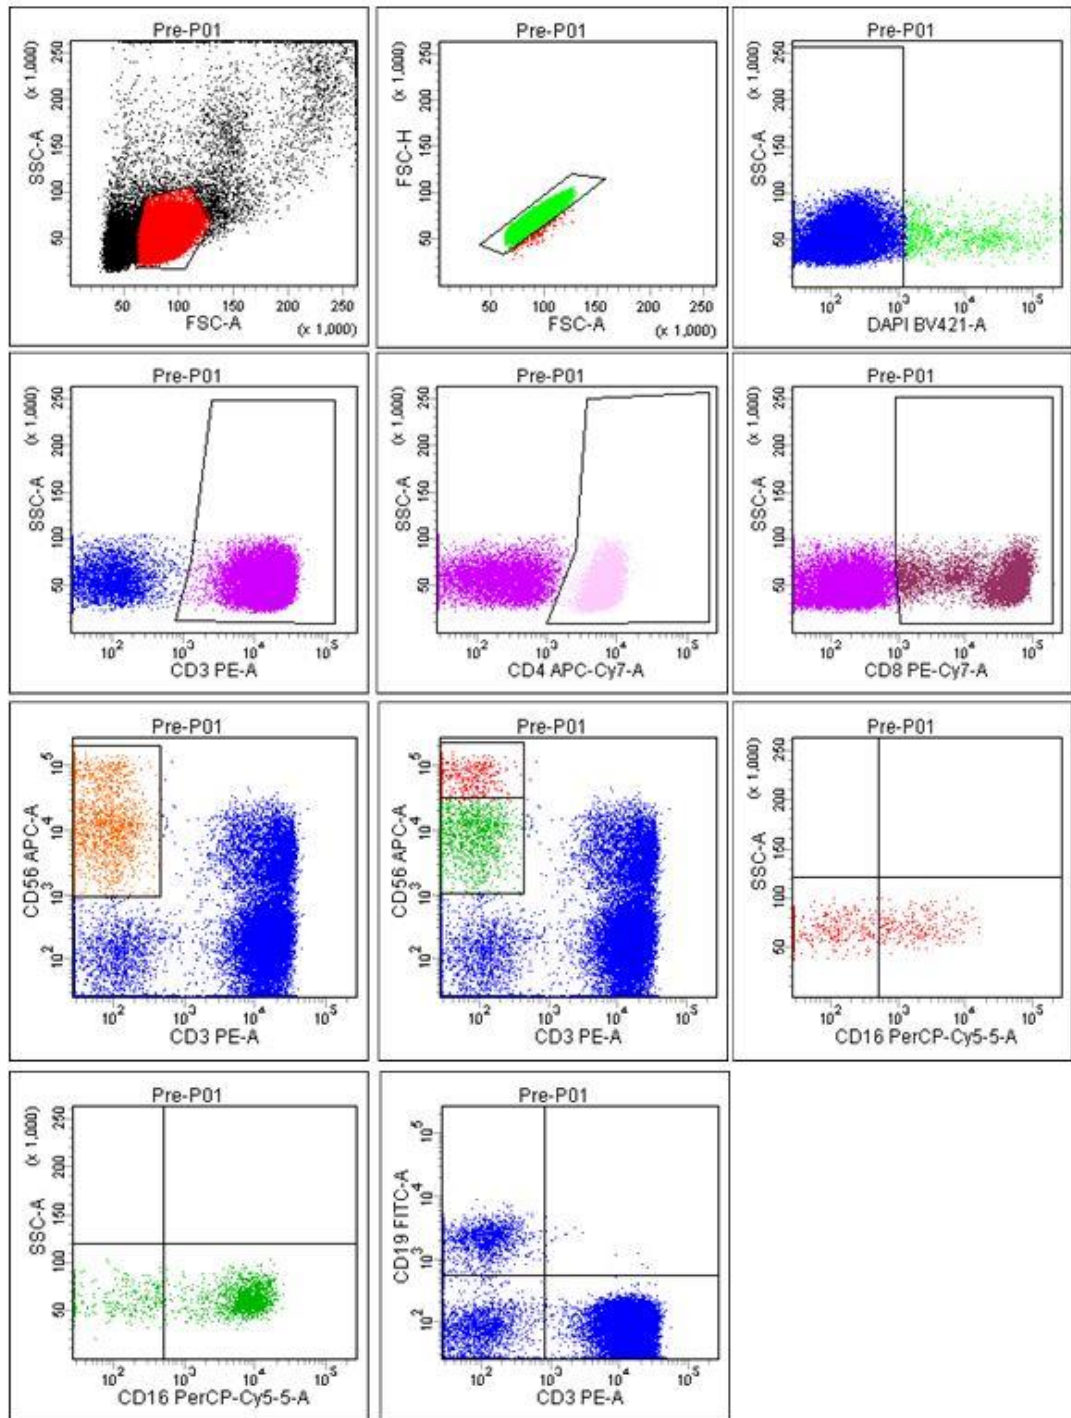 Pre-P01
(x 1,000)
SSC-A
50 100 150 200 250
50 100 150 200 250
FSC-A
(x 1,000)
Pre-P01
(x 1,000)
FSC-H
50 100 150 200 250
50 100 150 200 250
FSC-A
(x 1,000)
Pre-P01
(x 1,000)
SSC-A
50 100 150 200 250
10^2 10^3 10^4 10^5
DAPI BV421-A
Pre-P01
(x 1,000)
SSC-A
50 100 150 200 250
10^2 10^3 10^4 10^5
CD3 PE-A
Pre-P01
(x 1,000)
SSC-A
50 100 150 200 250
10^2 10^3 10^4 10^5
CD4 APC-Cy7-A
Pre-P01
(x 1,000)
SSC-A
50 100 150 200 250
10^2 10^3 10^4 10^5
CD8 PE-Cy7-A
Pre-P01
CD56 APC-A
10^2 10^3 10^4 10^5
10^2 10^3 10^4 10^5
CD3 PE-A
Pre-P01
CD56 APC-A
10^2 10^3 10^4 10^5
10^2 10^3 10^4 10^5
CD3 PE-A
Pre-P01
(x 1,000)
SSC-A
50 100 150 200 250
10^2 10^3 10^4 10^5
CD16 PerCP-Cy5-5-A
Pre-P01
(x 1,000)
SSC-A
50 100 150 200 250
10^2 10^3 10^4 10^5
CD16 PerCP-Cy5-5-A
Pre-P01
CD19 FITC-A
10^2 10^3 10^4 10^5
10^2 10^3 10^4 10^5
CD3 PE-A